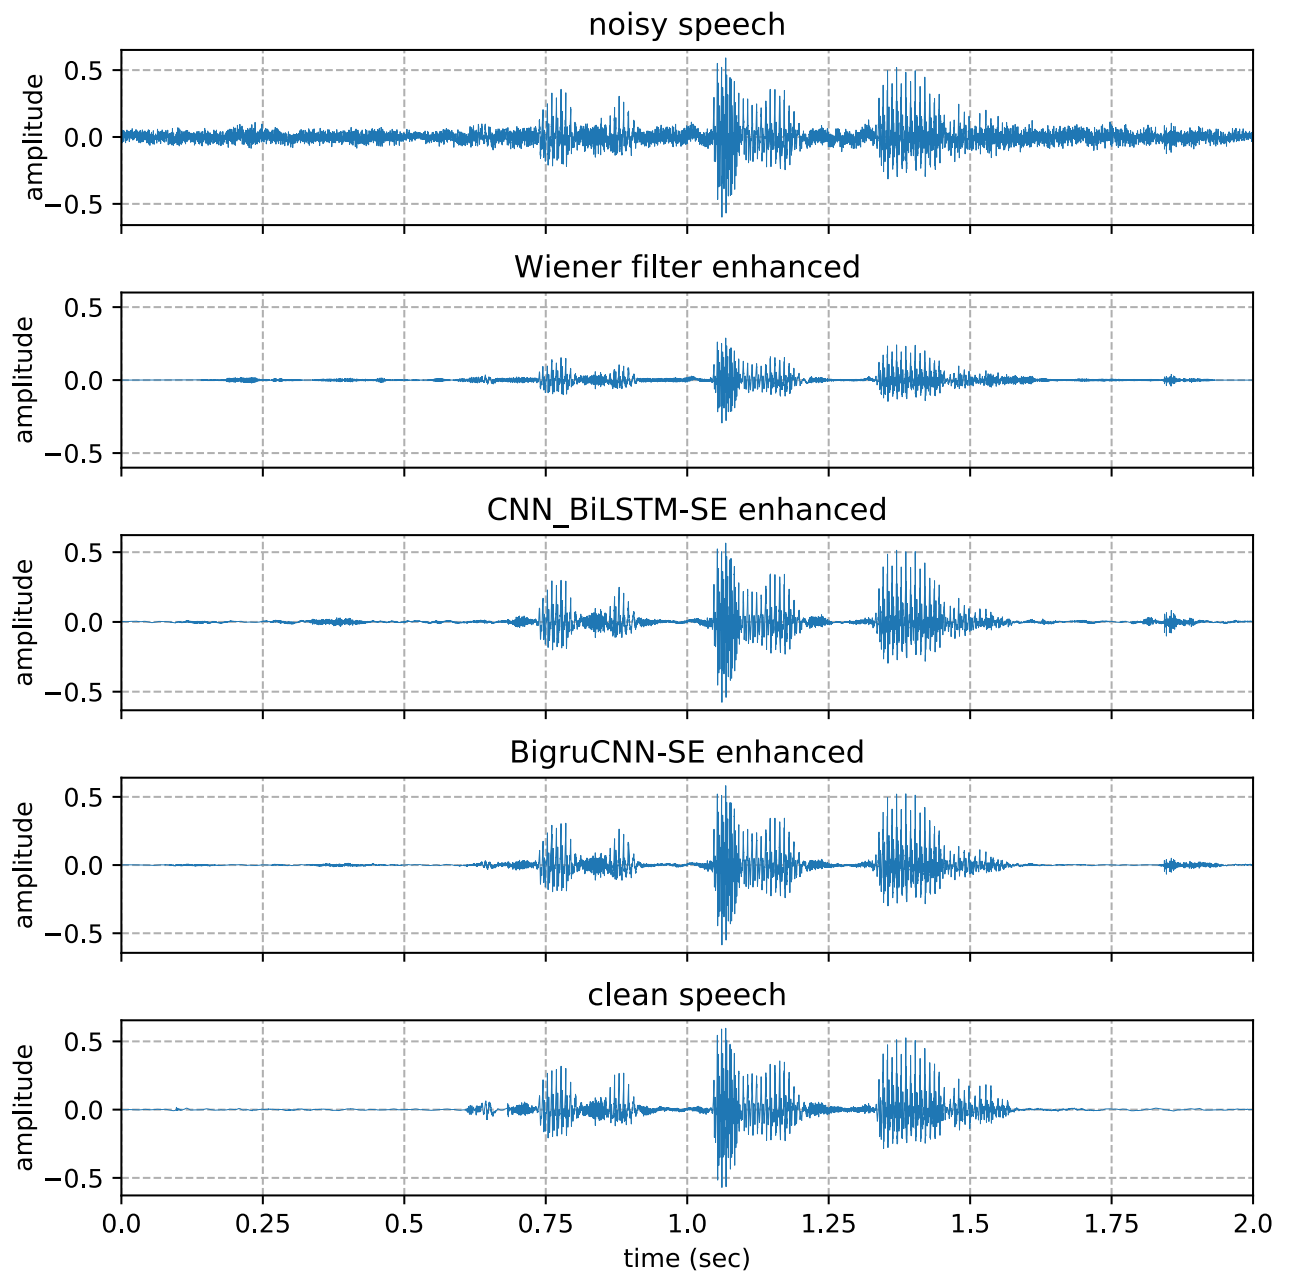 noisy speech
0.5
0.0
−0.5
amplitude
Wiener filter enhanced
0.5
0.0
−0.5
amplitude
CNN_BiLSTM-SE enhanced
0.5
0.0
−0.5
amplitude
BigruCNN-SE enhanced
0.5
0.0
−0.5
amplitude
clean speech
0.5
0.0
−0.5
amplitude
0.0 0.25 0.5 0.75 1.0 1.25 1.5 1.75 2.0
time (sec)